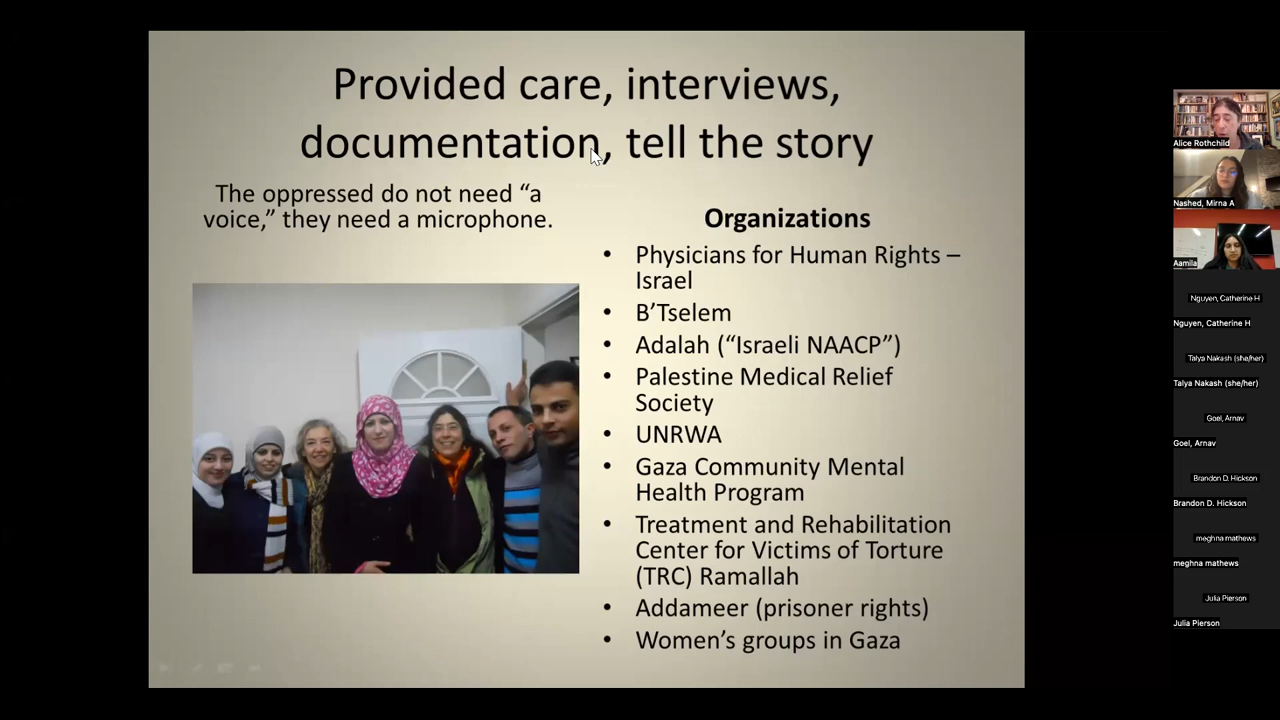 Provided care, interviews,
documentation, tell the story
The oppressed do not need “a
voice,” they need a microphone.
Organizations
• Physicians for Human Rights –
Israel
• B’Tselem
• Adalah (“Israeli NAACP”)
• Palestine Medical Relief
Society
• UNRWA
• Gaza Community Mental
Health Program
• Treatment and Rehabilitation
Center for Victims of Torture
(TRC) Ramallah
• Addameer (prisoner rights)
• Women’s groups in Gaza
Alice Rothchild
Nashed, Mirna A
Aamila
Nguyen, Catherine H
Nguyen, Catherine H
Talya Nakash (she/her)
Talya Nakash (she/her)
Goel, Arnav
Goel, Arnav
Brandon D. Hickson
Brandon D. Hickson
meghna mathews
meghna mathews
Julia Pierson
Julia Pierson